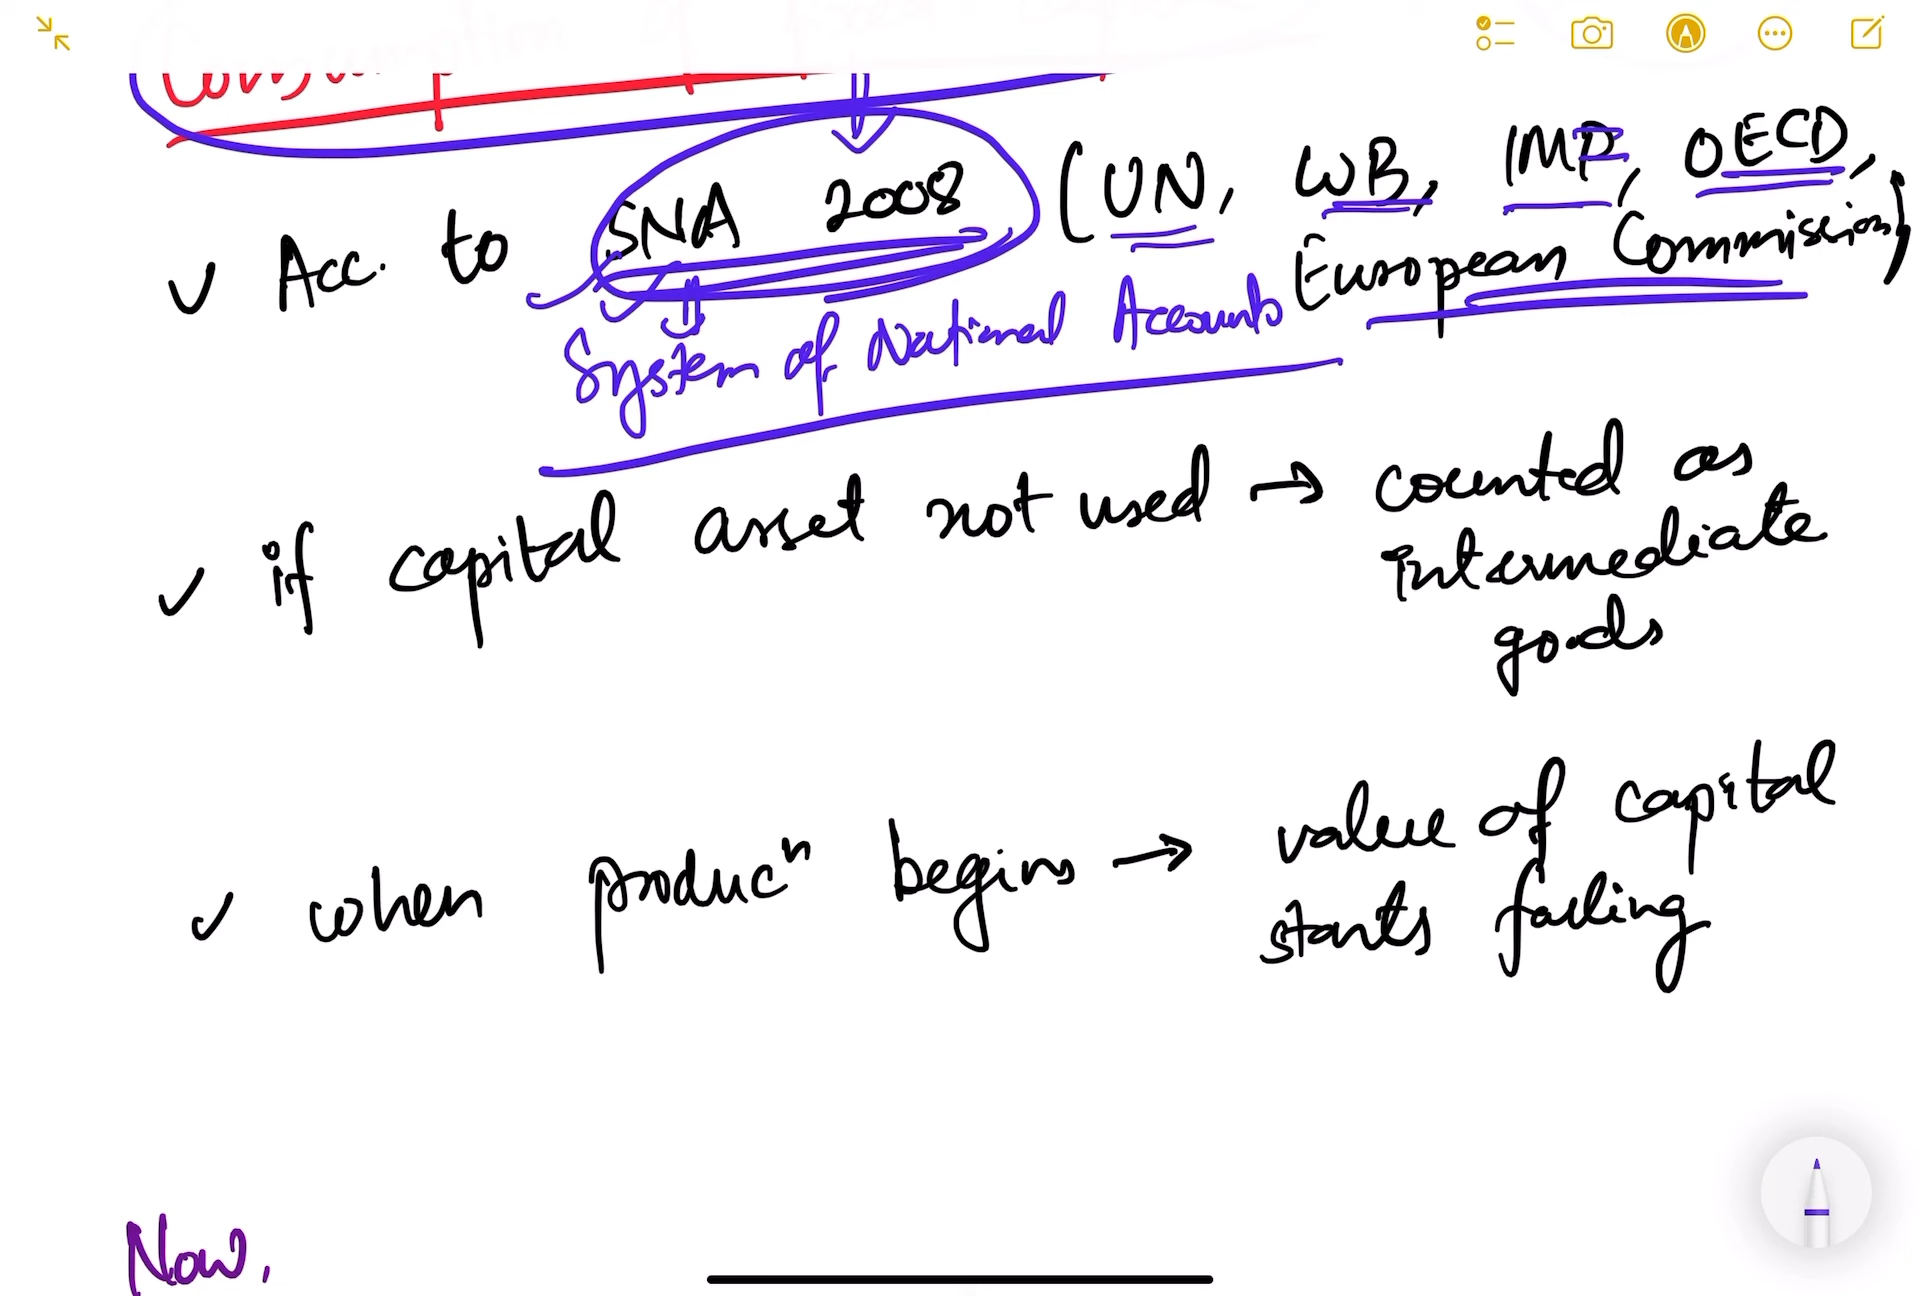 ✓ Acc. to SNA 2008 (UN, WB, IMF, OECD,
European Commission)
System of National Accounts
✓ if capital asset not used → counted as
intermediate
goods
✓ when producⁿ begins → value of capital
starts falling
Now,